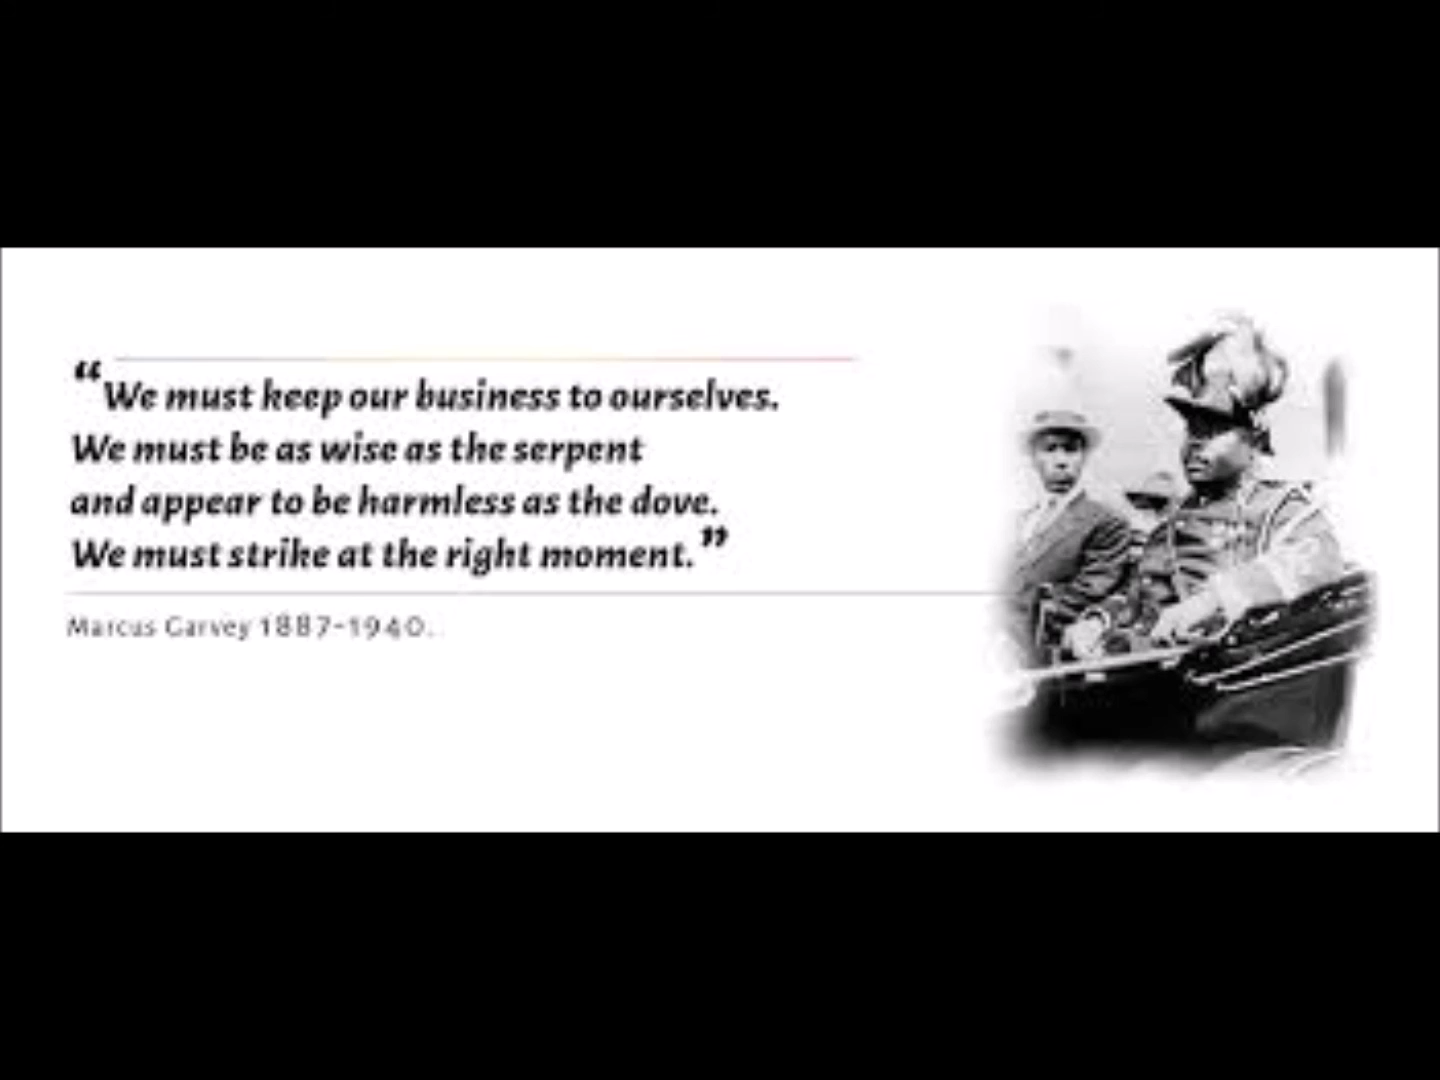 “We must keep our business to ourselves.
We must be as wise as the serpent
and appear to be harmless as the dove.
We must strike at the right moment.”
Marcus Garvey 1887-1940.